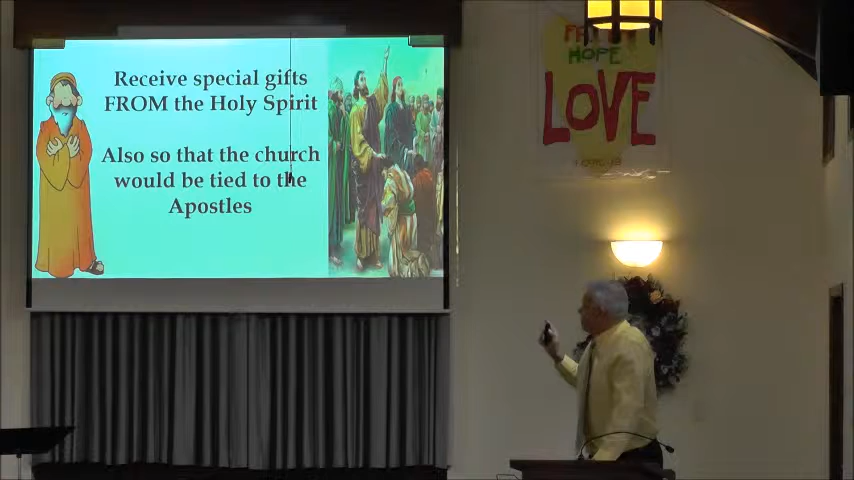 Receive special gifts
FROM the Holy Spirit
Also so that the church
would be tied to the
Apostles
HOPE
LOVE